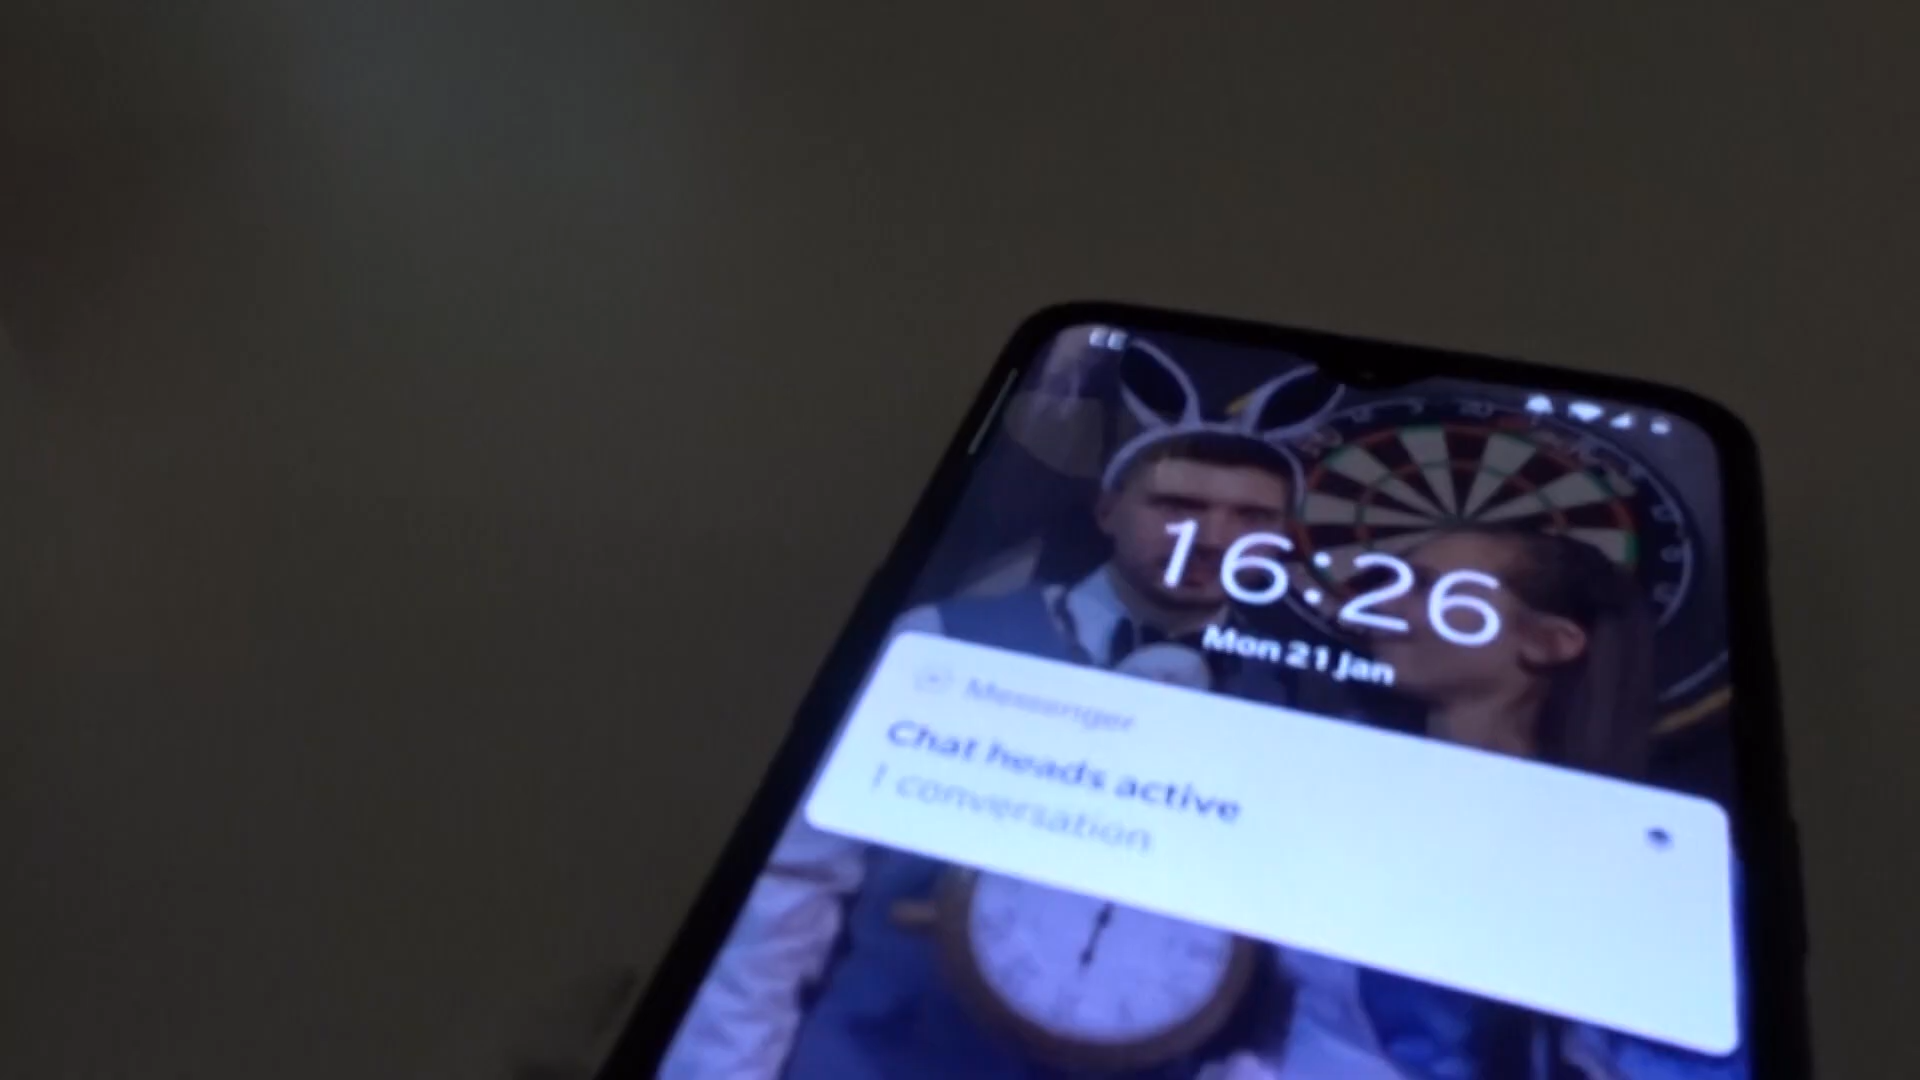 EE
16:26
Mon 21 Jan
Messenger
Chat heads active
1 conversation